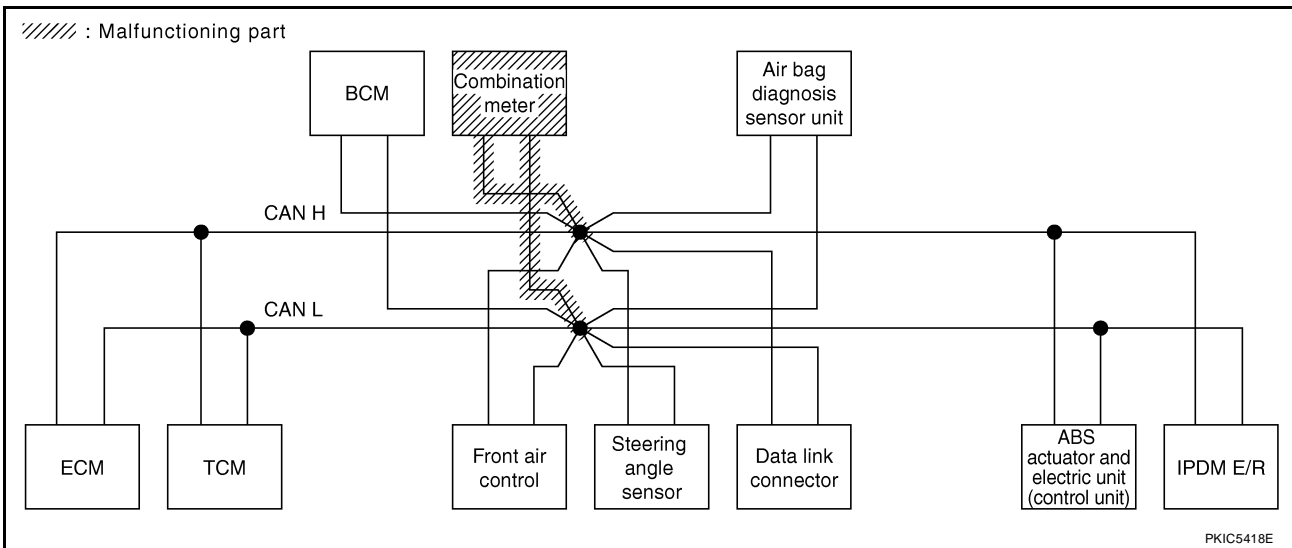 : Malfunctioning part
BCM
Combination
meter
Air bag
diagnosis
sensor unit
CAN H
CAN L
ECM
TCM
Front air
control
Steering
angle
sensor
Data link
connector
ABS
actuator and
electric unit
(control unit)
IPDM E/R
PKIC5418E